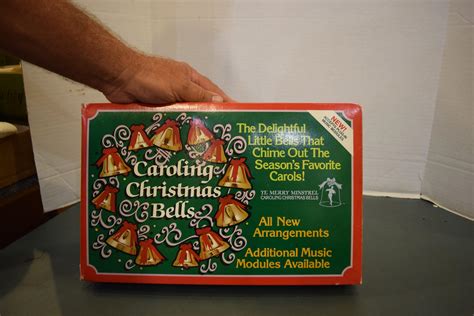 Caroling
Christmas
Bells
The Delightful
Little Bells That
Chime Out The
Season's Favorite
Carols!
NEW!
YE MERRY MINSTREL
CAROLING CHRISTMAS BELLS
All New
Arrangements
Additional Music
Modules Available